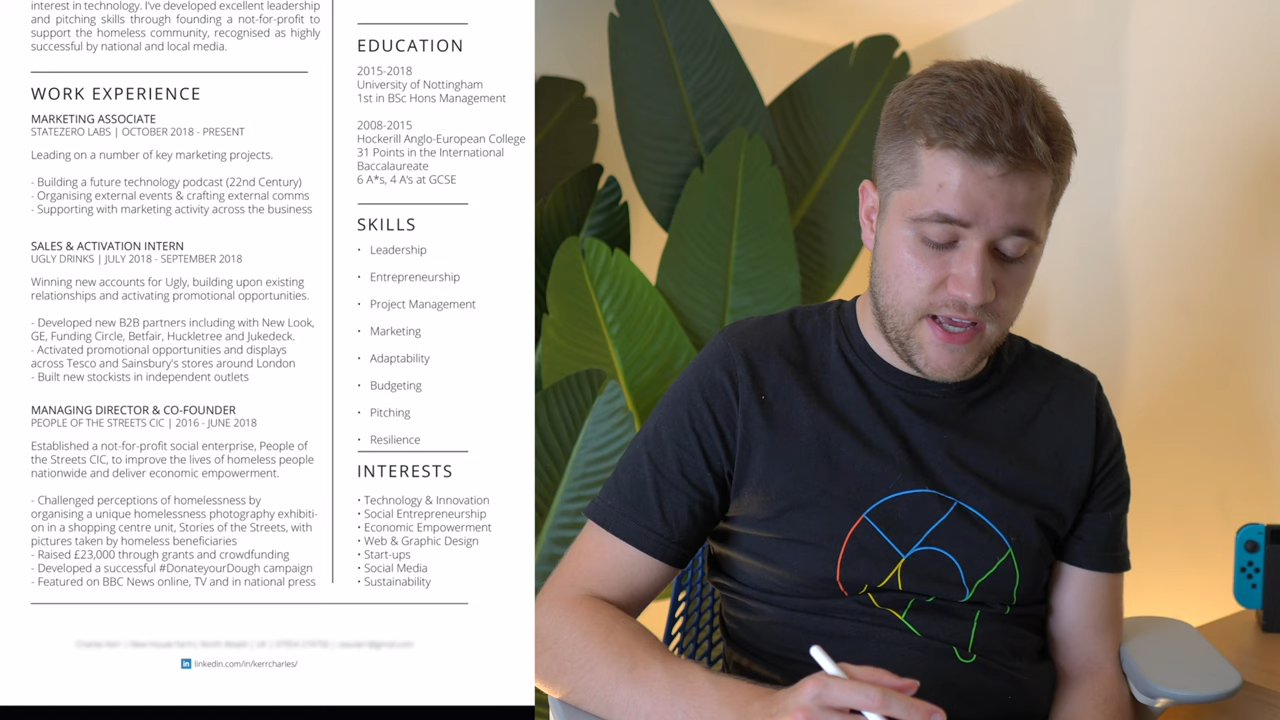 interest in technology. I've developed excellent leadership
and pitching skills through founding a not-for-profit to
support the homeless community, recognised as highly
successful by national and local media.
WORK EXPERIENCE
MARKETING ASSOCIATE
STATEZERO LABS | OCTOBER 2018 - PRESENT
Leading on a number of key marketing projects.
- Building a future technology podcast (22nd Century)
- Organising external events & crafting external comms
- Supporting with marketing activity across the business
SALES & ACTIVATION INTERN
UGLY DRINKS | JULY 2018 - SEPTEMBER 2018
Winning new accounts for Ugly, building upon existing
relationships and activating promotional opportunities.
- Developed new B2B partners including with New Look,
GE, Funding Circle, Betfair, Huckletree and Jukedeck.
- Activated promotional opportunities and displays
across Tesco and Sainsbury's stores around London
- Built new stockists in independent outlets
MANAGING DIRECTOR & CO-FOUNDER
PEOPLE OF THE STREETS CIC | 2016 - JUNE 2018
Established a not-for-profit social enterprise, People of
the Streets CIC, to improve the lives of homeless people
nationwide and deliver economic empowerment.
- Challenged perceptions of homelessness by
organising a unique homelessness photography exhibiti-
on in a shopping centre unit, Stories of the Streets, with
pictures taken by homeless beneficiaries
- Raised £23,000 through grants and crowdfunding
- Developed a successful #DonateyourDough campaign
- Featured on BBC News online, TV and in national press
EDUCATION
2015-2018
University of Nottingham
1st in BSc Hons Management
2008-2015
Hockerill Anglo-European College
31 Points in the International
Baccalaureate
6 A*s, 4 A's at GCSE
SKILLS
• Leadership
• Entrepreneurship
• Project Management
• Marketing
• Adaptability
• Budgeting
• Pitching
• Resilience
INTERESTS
• Technology & Innovation
• Social Entrepreneurship
• Economic Empowerment
• Web & Graphic Design
• Start-ups
• Social Media
• Sustainability
in linkedin.com/in/kerrcharles/